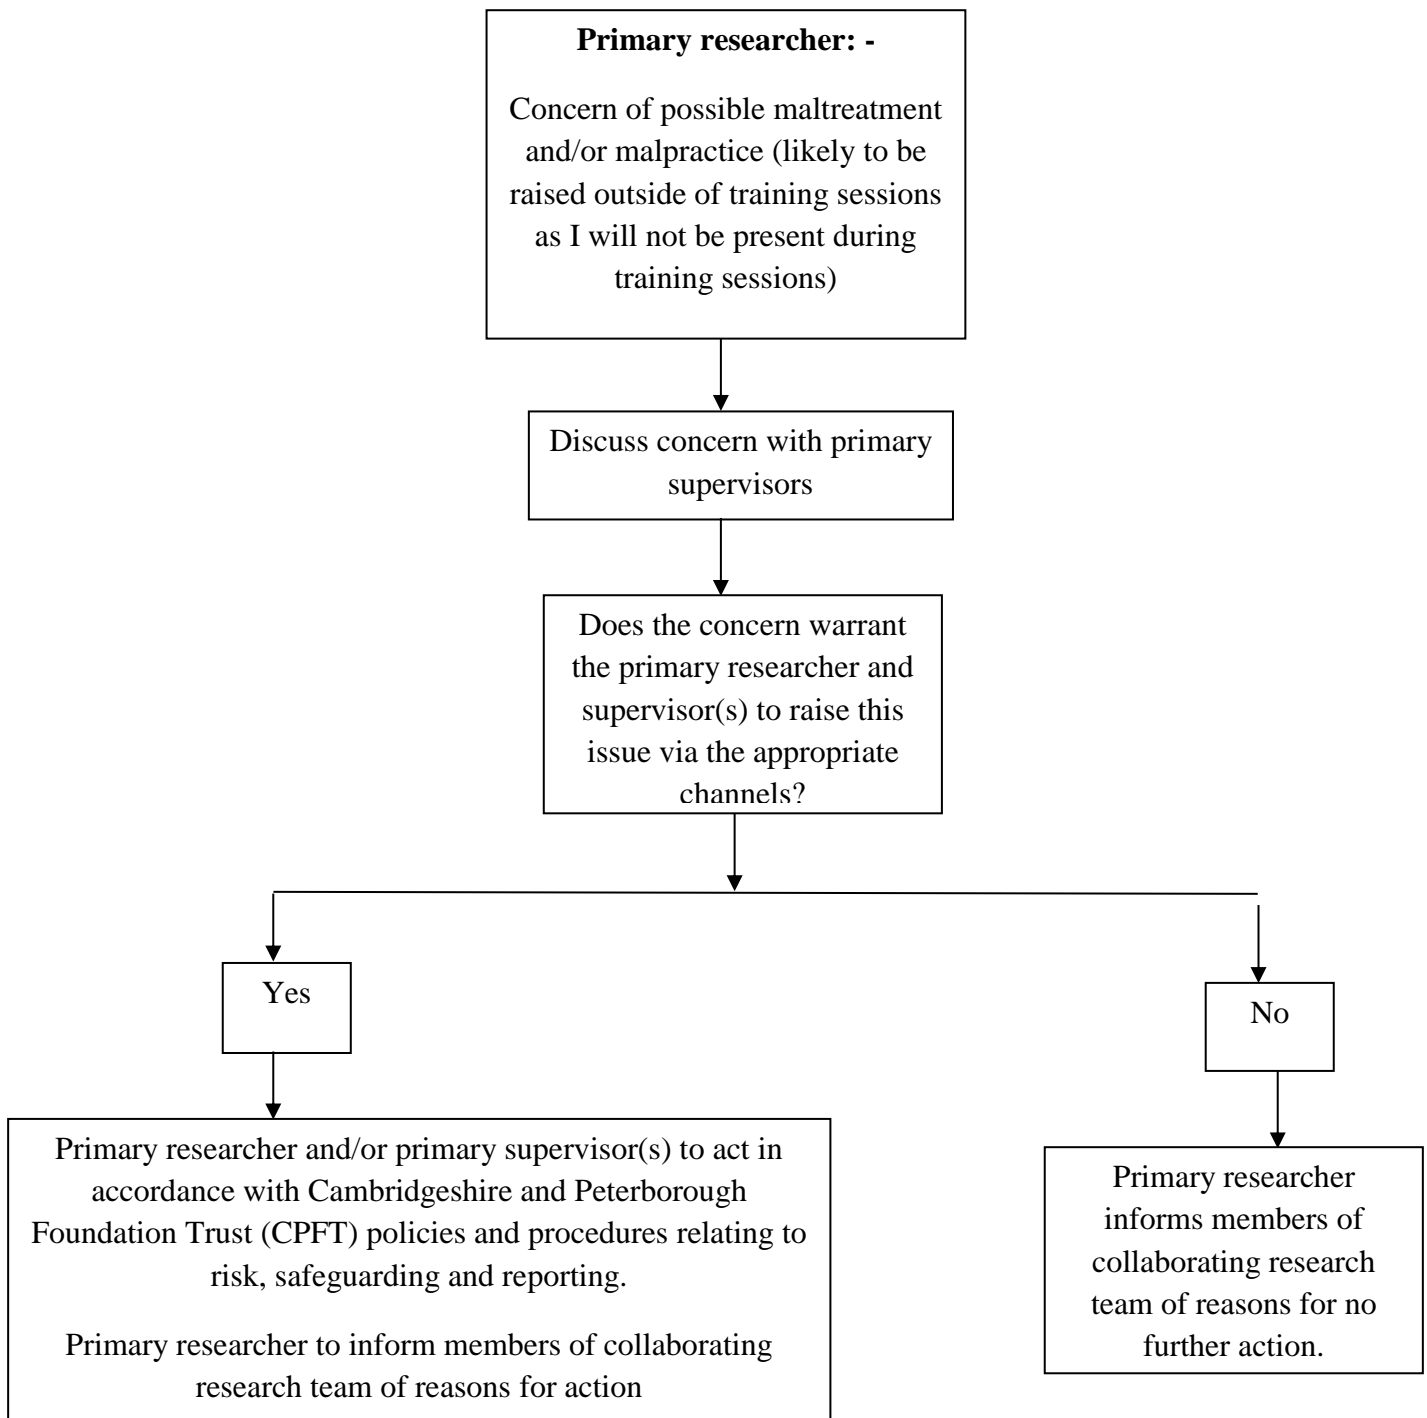 Primary researcher: -
Concern of possible maltreatment
and/or malpractice (likely to be
raised outside of training sessions
as I will not be present during
training sessions)
Discuss concern with primary
supervisors
Does the concern warrant
the primary researcher and
supervisor(s) to raise this
issue via the appropriate
channels?
Yes
No
Primary researcher and/or primary supervisor(s) to act in
accordance with Cambridgeshire and Peterborough
Foundation Trust (CPFT) policies and procedures relating to
risk, safeguarding and reporting.
Primary researcher to inform members of collaborating
research team of reasons for action
Primary researcher
informs members of
collaborating research
team of reasons for no
further action.